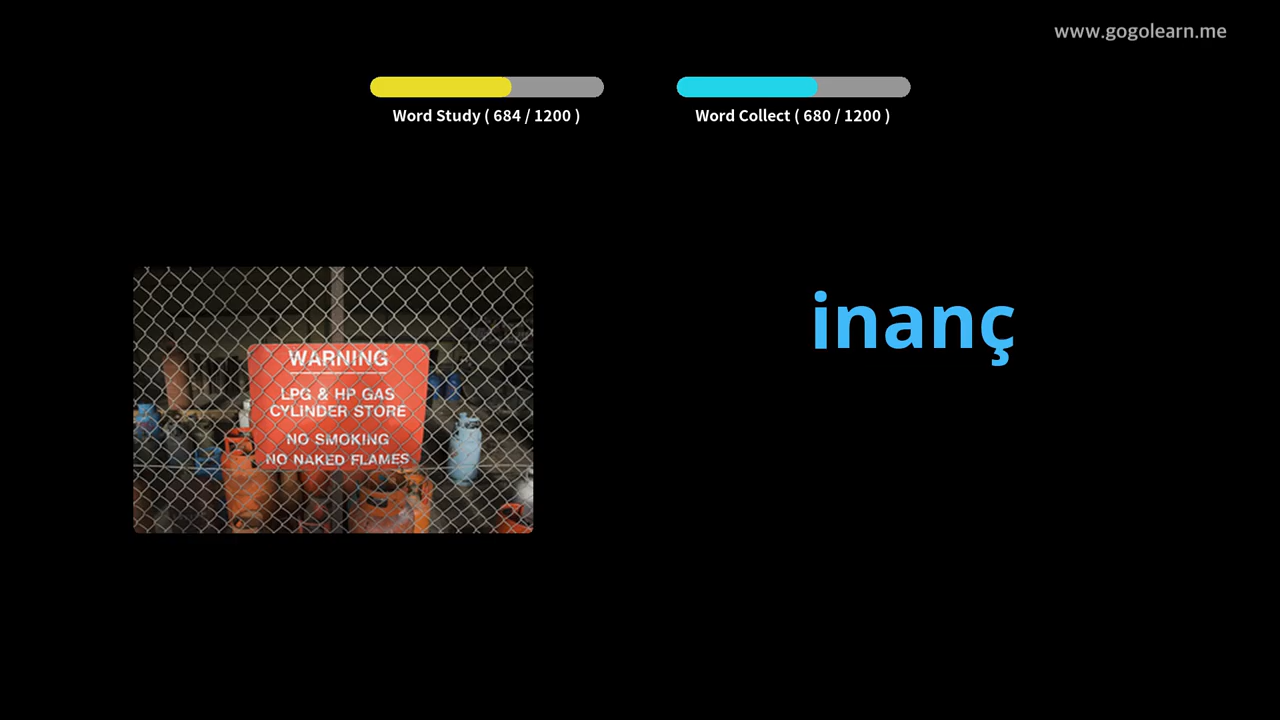 www.gogolearn.me
Word Study ( 684 / 1200 )
Word Collect ( 680 / 1200 )
inanç
WARNING
LPG & HP GAS
CYLINDER STORE
NO SMOKING
NO NAKED FLAMES